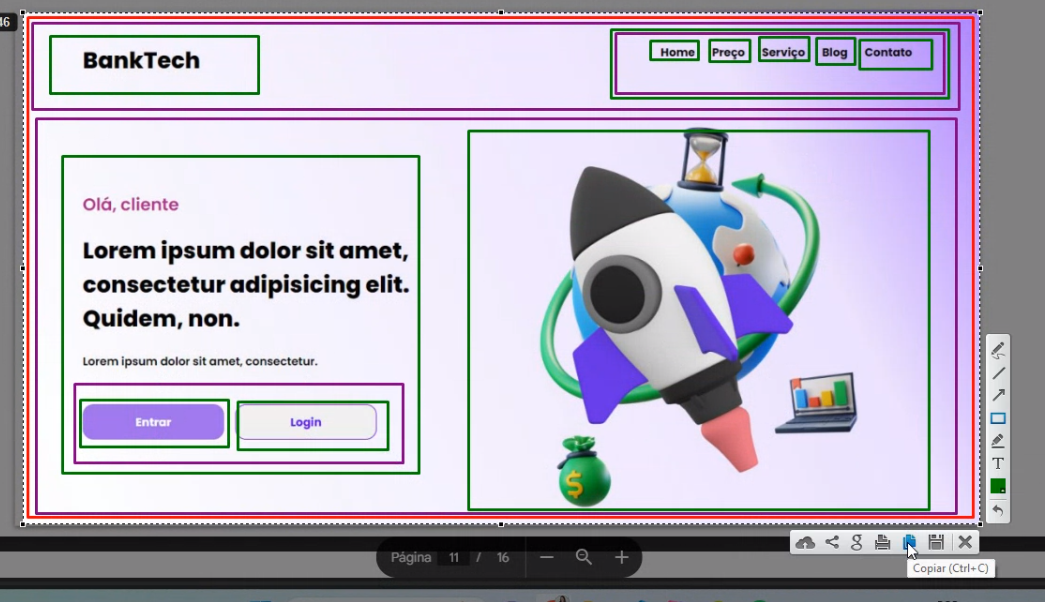 46
BankTech
Home Preço Serviço Blog Contato
Olá, cliente
Lorem ipsum dolor sit amet,
consectetur adipisicing elit.
Quidem, non.
Lorem ipsum dolor sit amet, consectetur.
Entrar Login
$
T
g
Página 11 / 16
Copiar (Ctrl+C)